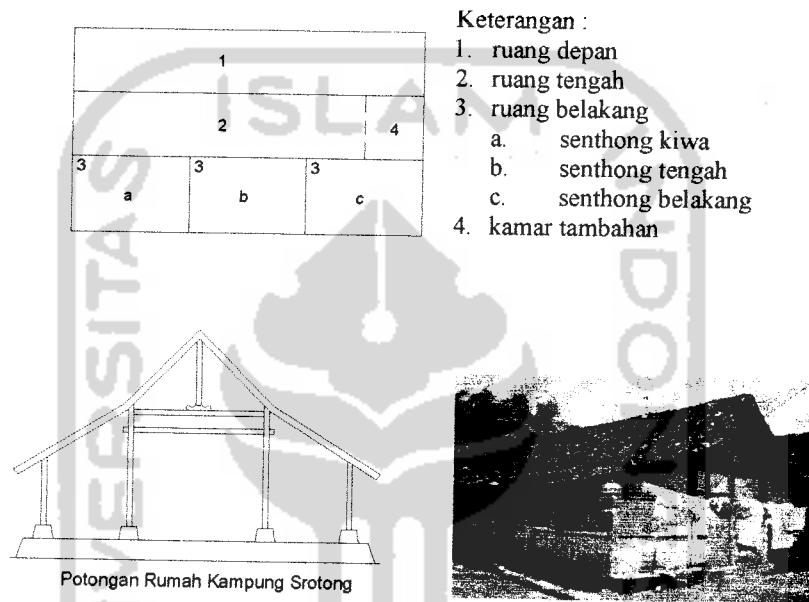 1
2
4
3
3
3
a
b
c
Keterangan :
1. ruang depan
2. ruang tengah
3. ruang belakang
a. senthong kiwa
b. senthong tengah
c. senthong belakang
4. kamar tambahan
Potongan Rumah Kampung Srotong
ISLAM